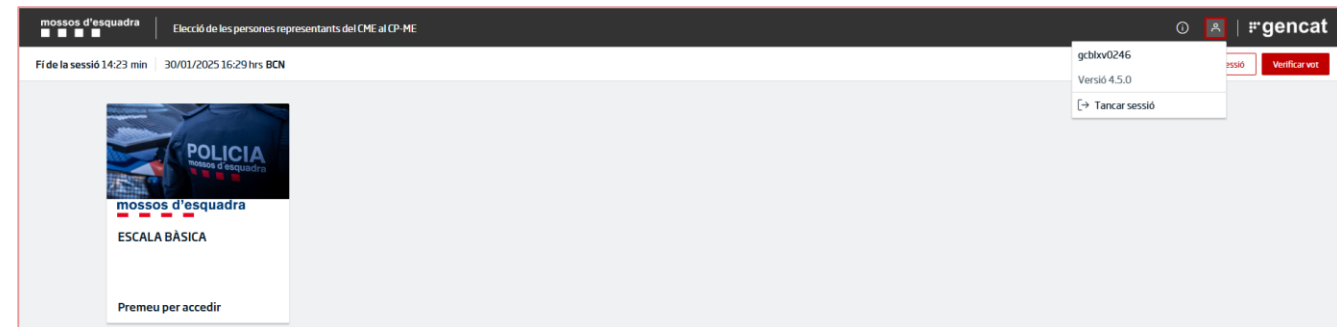 mossos d'esquadra
Elecció de les persones representants del CME al CP-ME
gencat
Fi de la sessió 14:23 min 30/01/2025 16:29 hrs BCN
essió
Verificar vot
gcblxv0246
Versió 4.5.0
Tancar sessió
POLICIA
mossos d'esquadra
mossos d'esquadra
ESCALA BÀSICA
Premeu per accedir